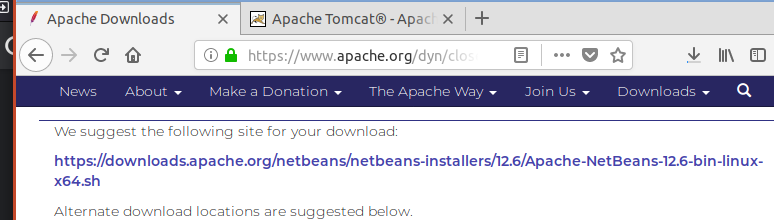 Apache Downloads
Apache Tomcat® - Apach
https://www.apache.org/dyn/clos
News About Make a Donation The Apache Way Join Us Downloads
We suggest the following site for your download:
https://downloads.apache.org/netbeans/netbeans-installers/12.6/Apache-NetBeans-12.6-bin-linux-
x64.sh
Alternate download locations are suggested below.